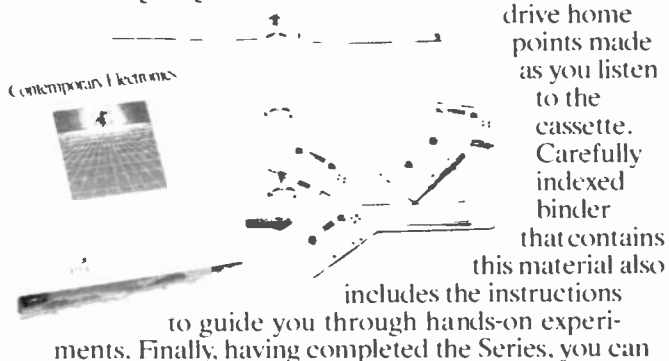 drive home
points made
as you listen
Contemporary Electronics
to the
cassette.
Carefully
indexed
binder
that contains
this material also
includes the instructions
to guide you through hands-on experi-
ments. Finally, having completed the Series, you can